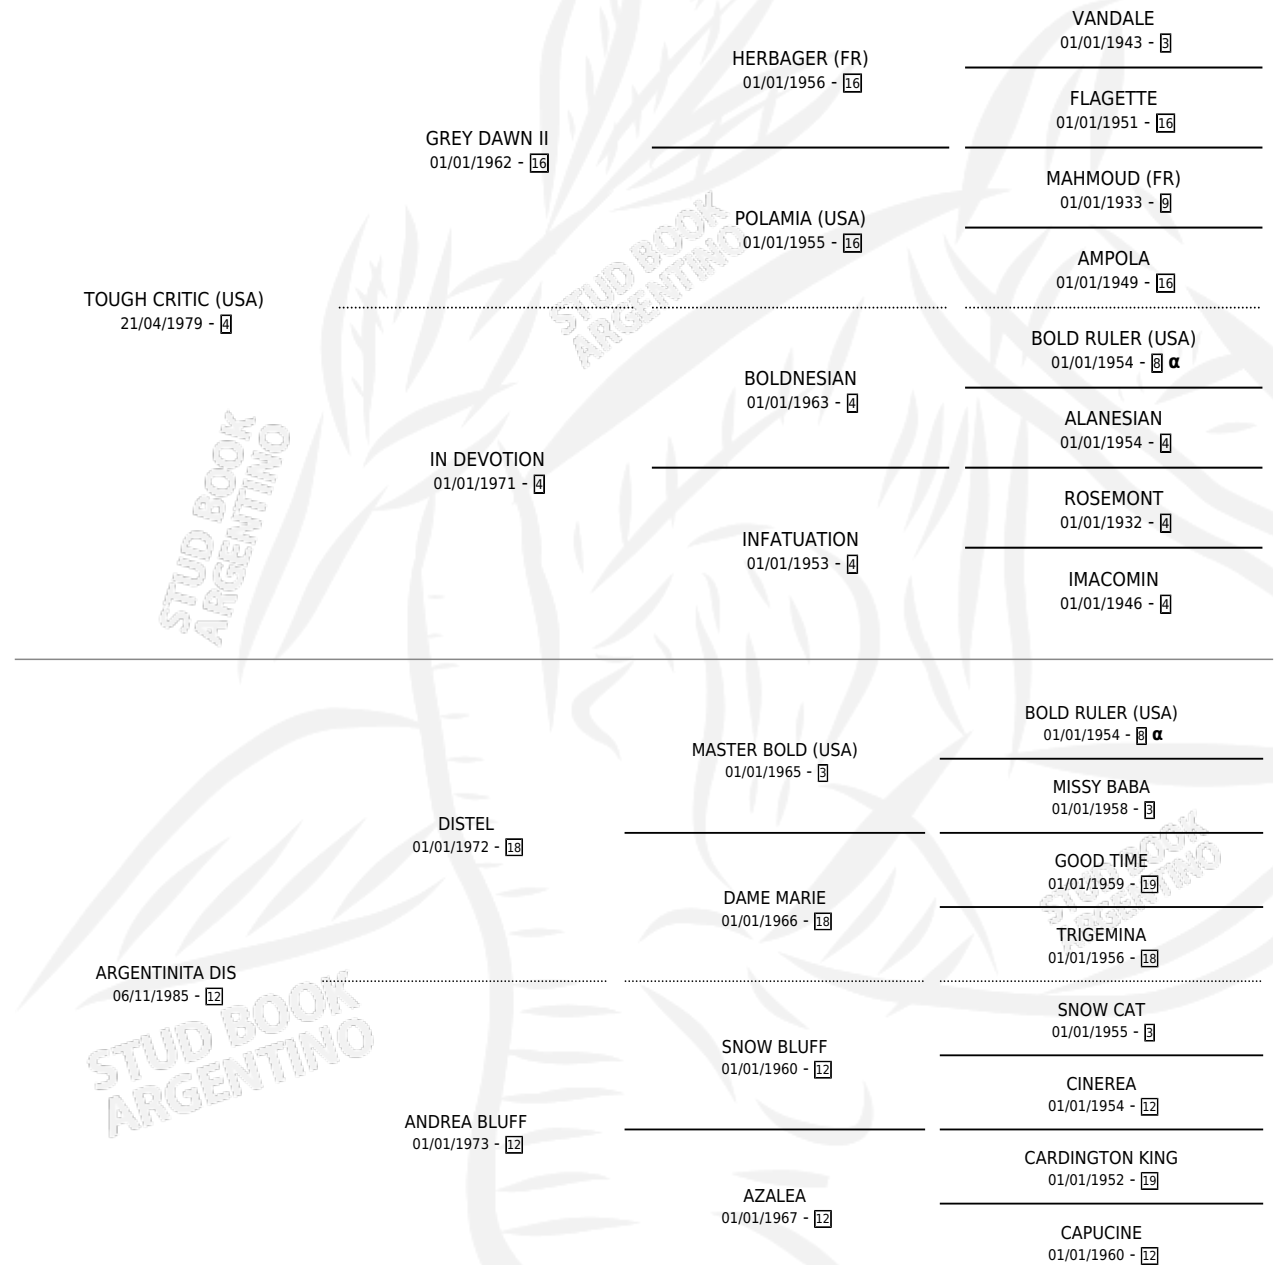 VANDALE
01/01/1943 - 3
HERBAGER (FR)
01/01/1956 - 16
FLAGETTE
01/01/1951 - 16
GREY DAWN II
01/01/1962 - 16
MAHMOUD (FR)
01/01/1933 - 9
POLAMIA (USA)
01/01/1955 - 16
AMPOLA
01/01/1949 - 16
TOUGH CRITIC (USA)
21/04/1979 - 4
BOLD RULER (USA)
01/01/1954 - 8 α
BOLDNESIAN
01/01/1963 - 4
ALANESIAN
01/01/1954 - 4
IN DEVOTION
01/01/1971 - 4
ROSEMONT
01/01/1932 - 4
INFATUATION
01/01/1953 - 4
IMACOMIN
01/01/1946 - 4
BOLD RULER (USA)
01/01/1954 - 8 α
MASTER BOLD (USA)
01/01/1965 - 3
MISSY BABA
01/01/1958 - 3
DISTEL
01/01/1972 - 18
GOOD TIME
01/01/1959 - 19
DAME MARIE
01/01/1966 - 18
TRIGEMINA
01/01/1956 - 18
ARGENTINITA DIS
06/11/1985 - 12
SNOW CAT
01/01/1955 - 3
SNOW BLUFF
01/01/1960 - 12
CINEREA
01/01/1954 - 12
ANDREA BLUFF
01/01/1973 - 12
CARDINGTON KING
01/01/1952 - 19
AZALEA
01/01/1967 - 12
CAPUCINE
01/01/1960 - 12
STUD BOOK
ARGENTINO
STUD BOOK
ARGENTINO
STUD BOOK
ARGENTINO
STUD BOOK
ARGENTINO